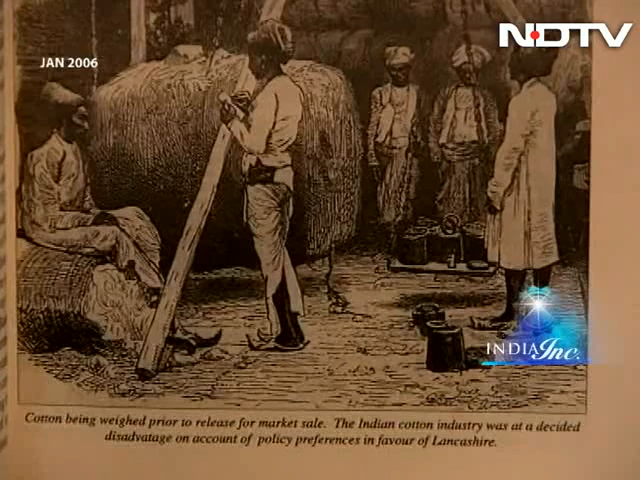 NDTV
JAN 2006
INDIA Inc.
Cotton being weighed prior to release for market sale. The Indian cotton industry was at a decided
disadvatage on account of policy preferences in favour of Lancashire.